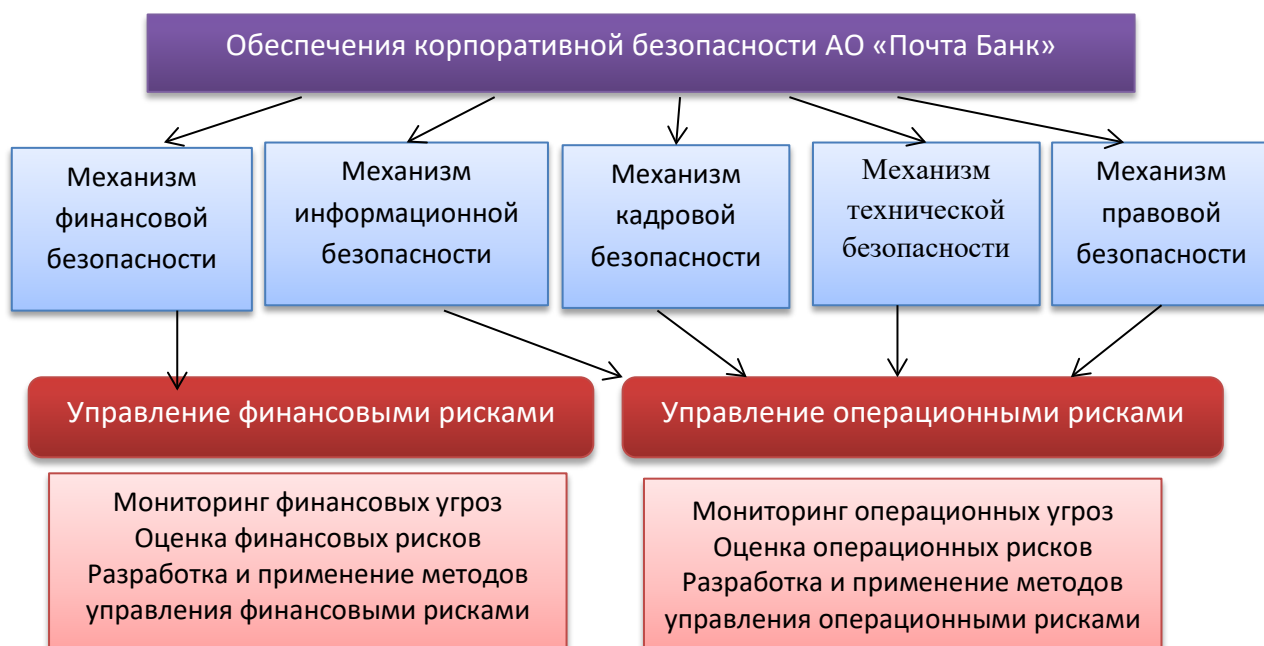 Обеспечения корпоративной безопасности АО «Почта Банк»
Механизм
финансовой
безопасности
Механизм
информационной
безопасности
Механизм
кадровой
безопасности
Механизм
технической
безопасности
Механизм
правовой
безопасности
Управление финансовыми рисками
Управление операционными рисками
Мониторинг финансовых угроз
Оценка финансовых рисков
Разработка и применение методов
управления финансовыми рисками
Мониторинг операционных угроз
Оценка операционных рисков
Разработка и применение методов
управления операционными рисками